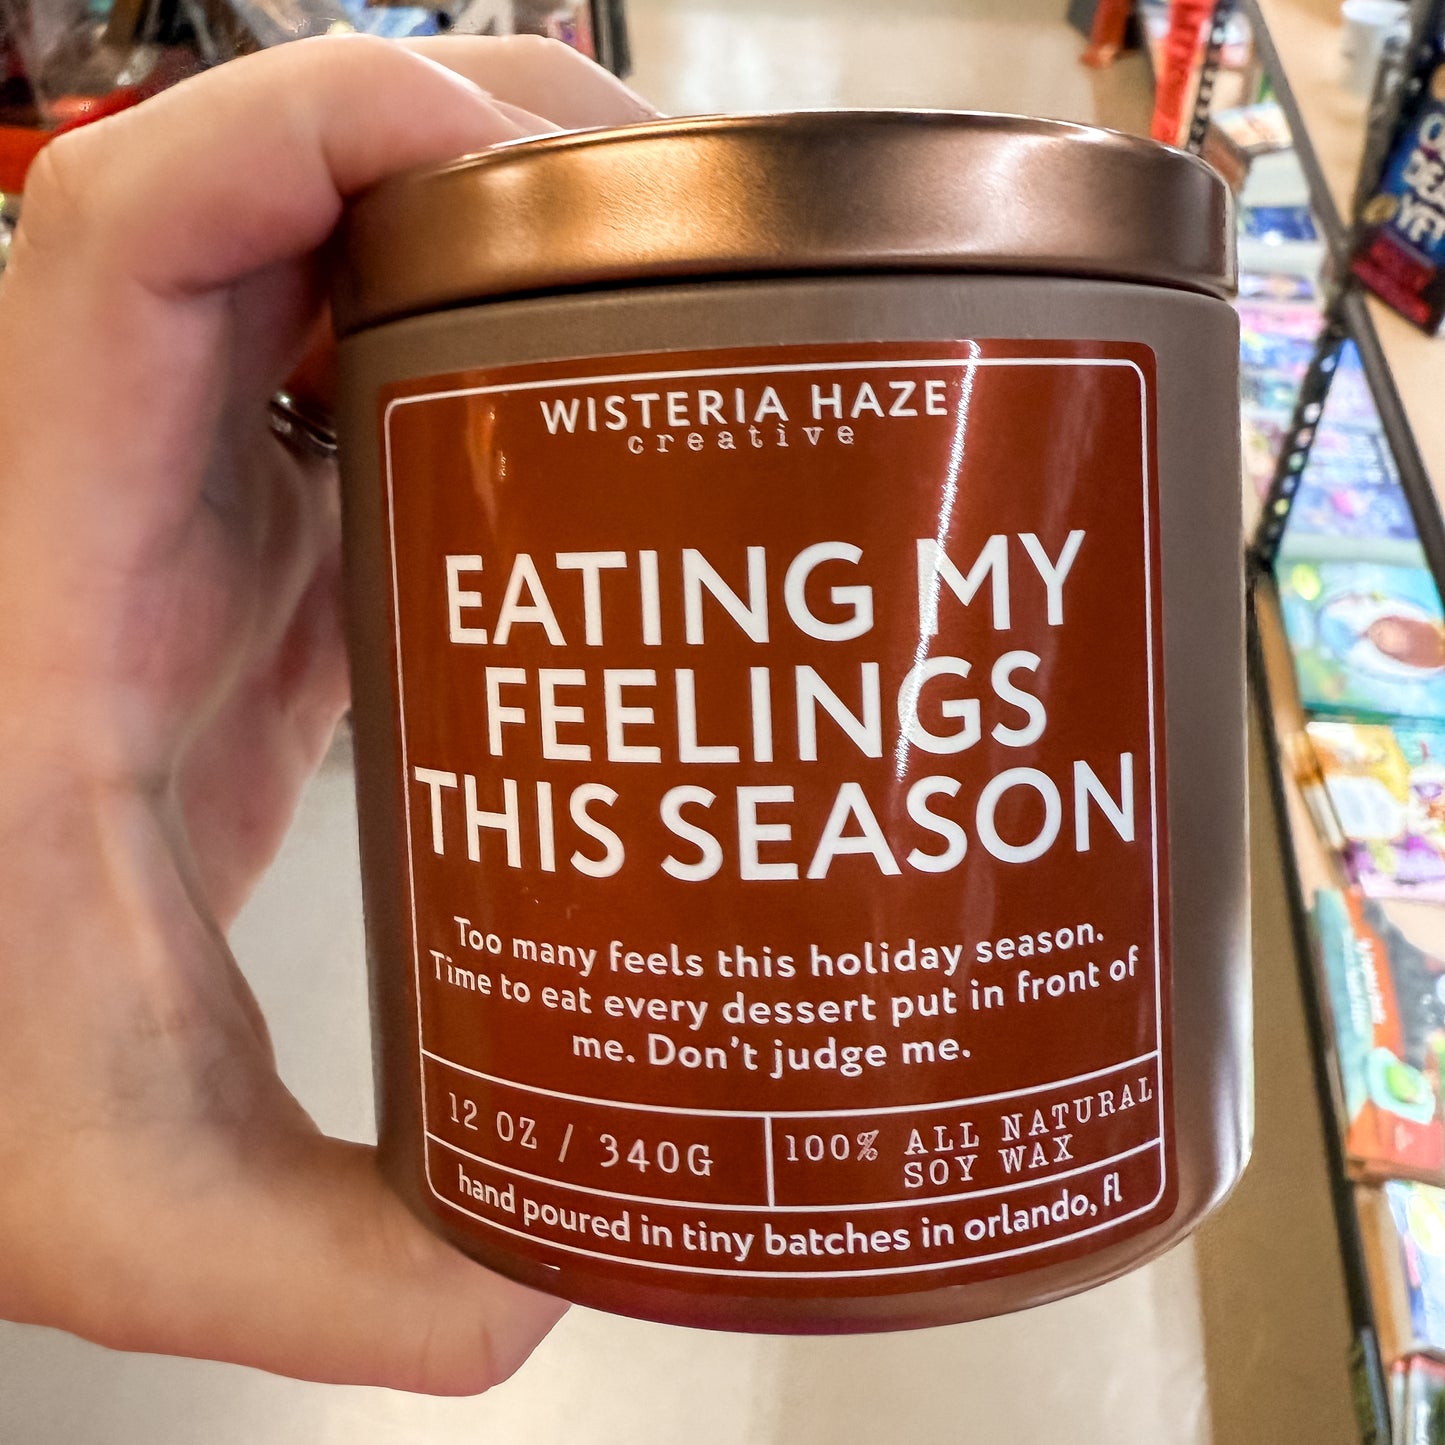 WISTERIA HAZE
creative
EATING MY
FEELINGS
THIS SEASON
Too many feels this holiday season.
Time to eat every dessert put in front of
me. Don't judge me.
12 OZ / 340G
100% ALL NATURAL
SOY WAX
hand poured in tiny batches in orlando, fl